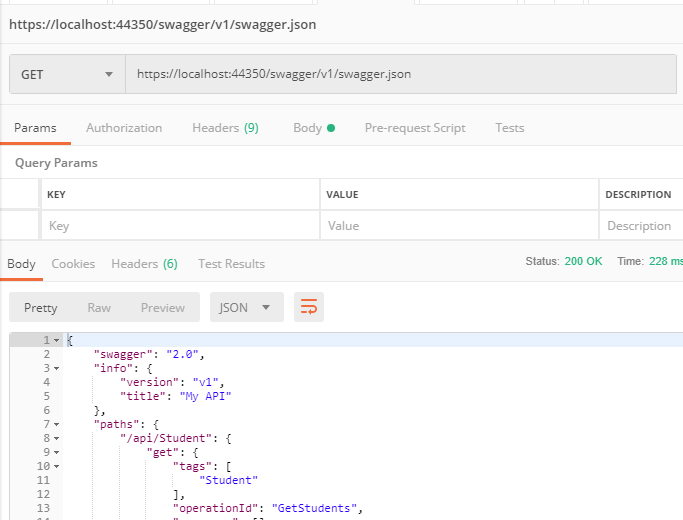 https://localhost:44350/swagger/v1/swagger.json
GET https://localhost:44350/swagger/v1/swagger.json
Params Authorization Headers (9) Body Pre-request Script Tests
Query Params
KEY VALUE DESCRIPTION
Key Value Description
Body Cookies Headers (6) Test Results Status: 200 OK Time: 228 ms
Pretty Raw Preview JSON
1 {
2 "swagger": "2.0",
3 "info": {
4 "version": "v1",
5 "title": "My API"
6 },
7 "paths": {
8 "/api/Student": {
9 "get": {
10 "tags": [
11 "Student"
12 ],
13 "operationId": "GetStudents",